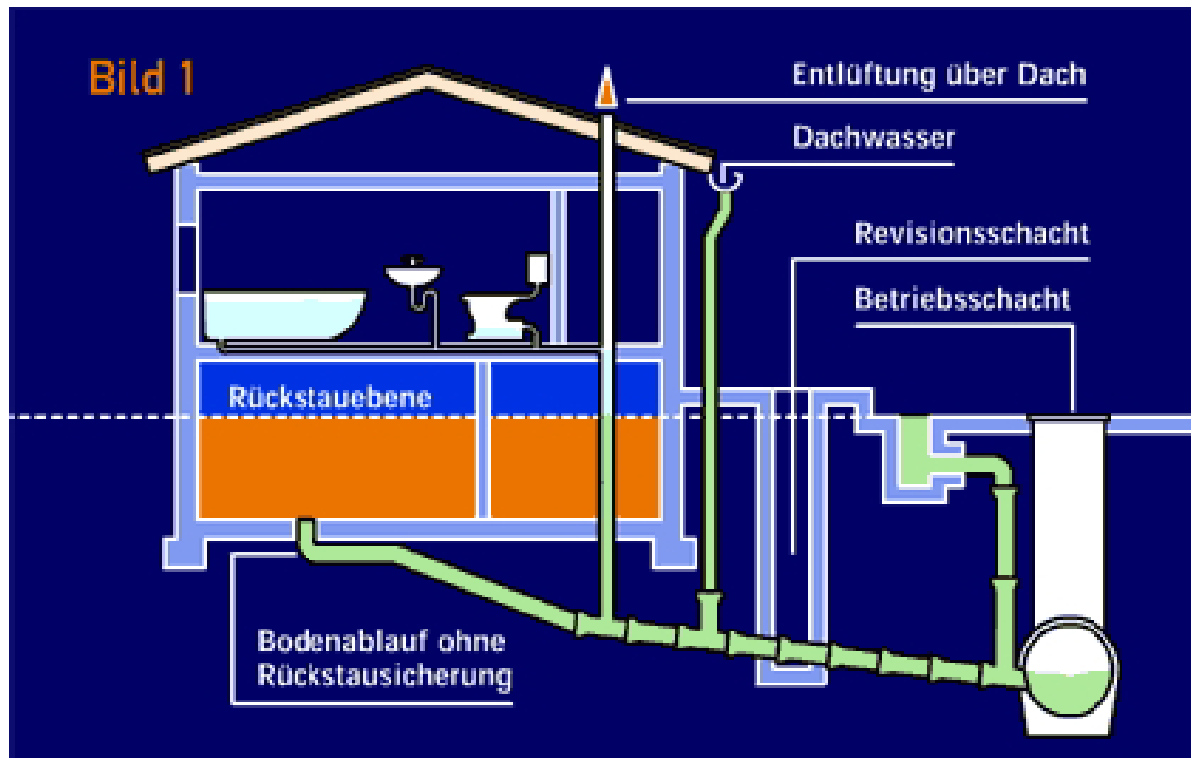 Bild 1
Entlüftung über Dach
Dachwasser
Revisionsschacht
Betriebsschacht
Rückstauebene
Bodenablauf ohne
Rückstausicherung